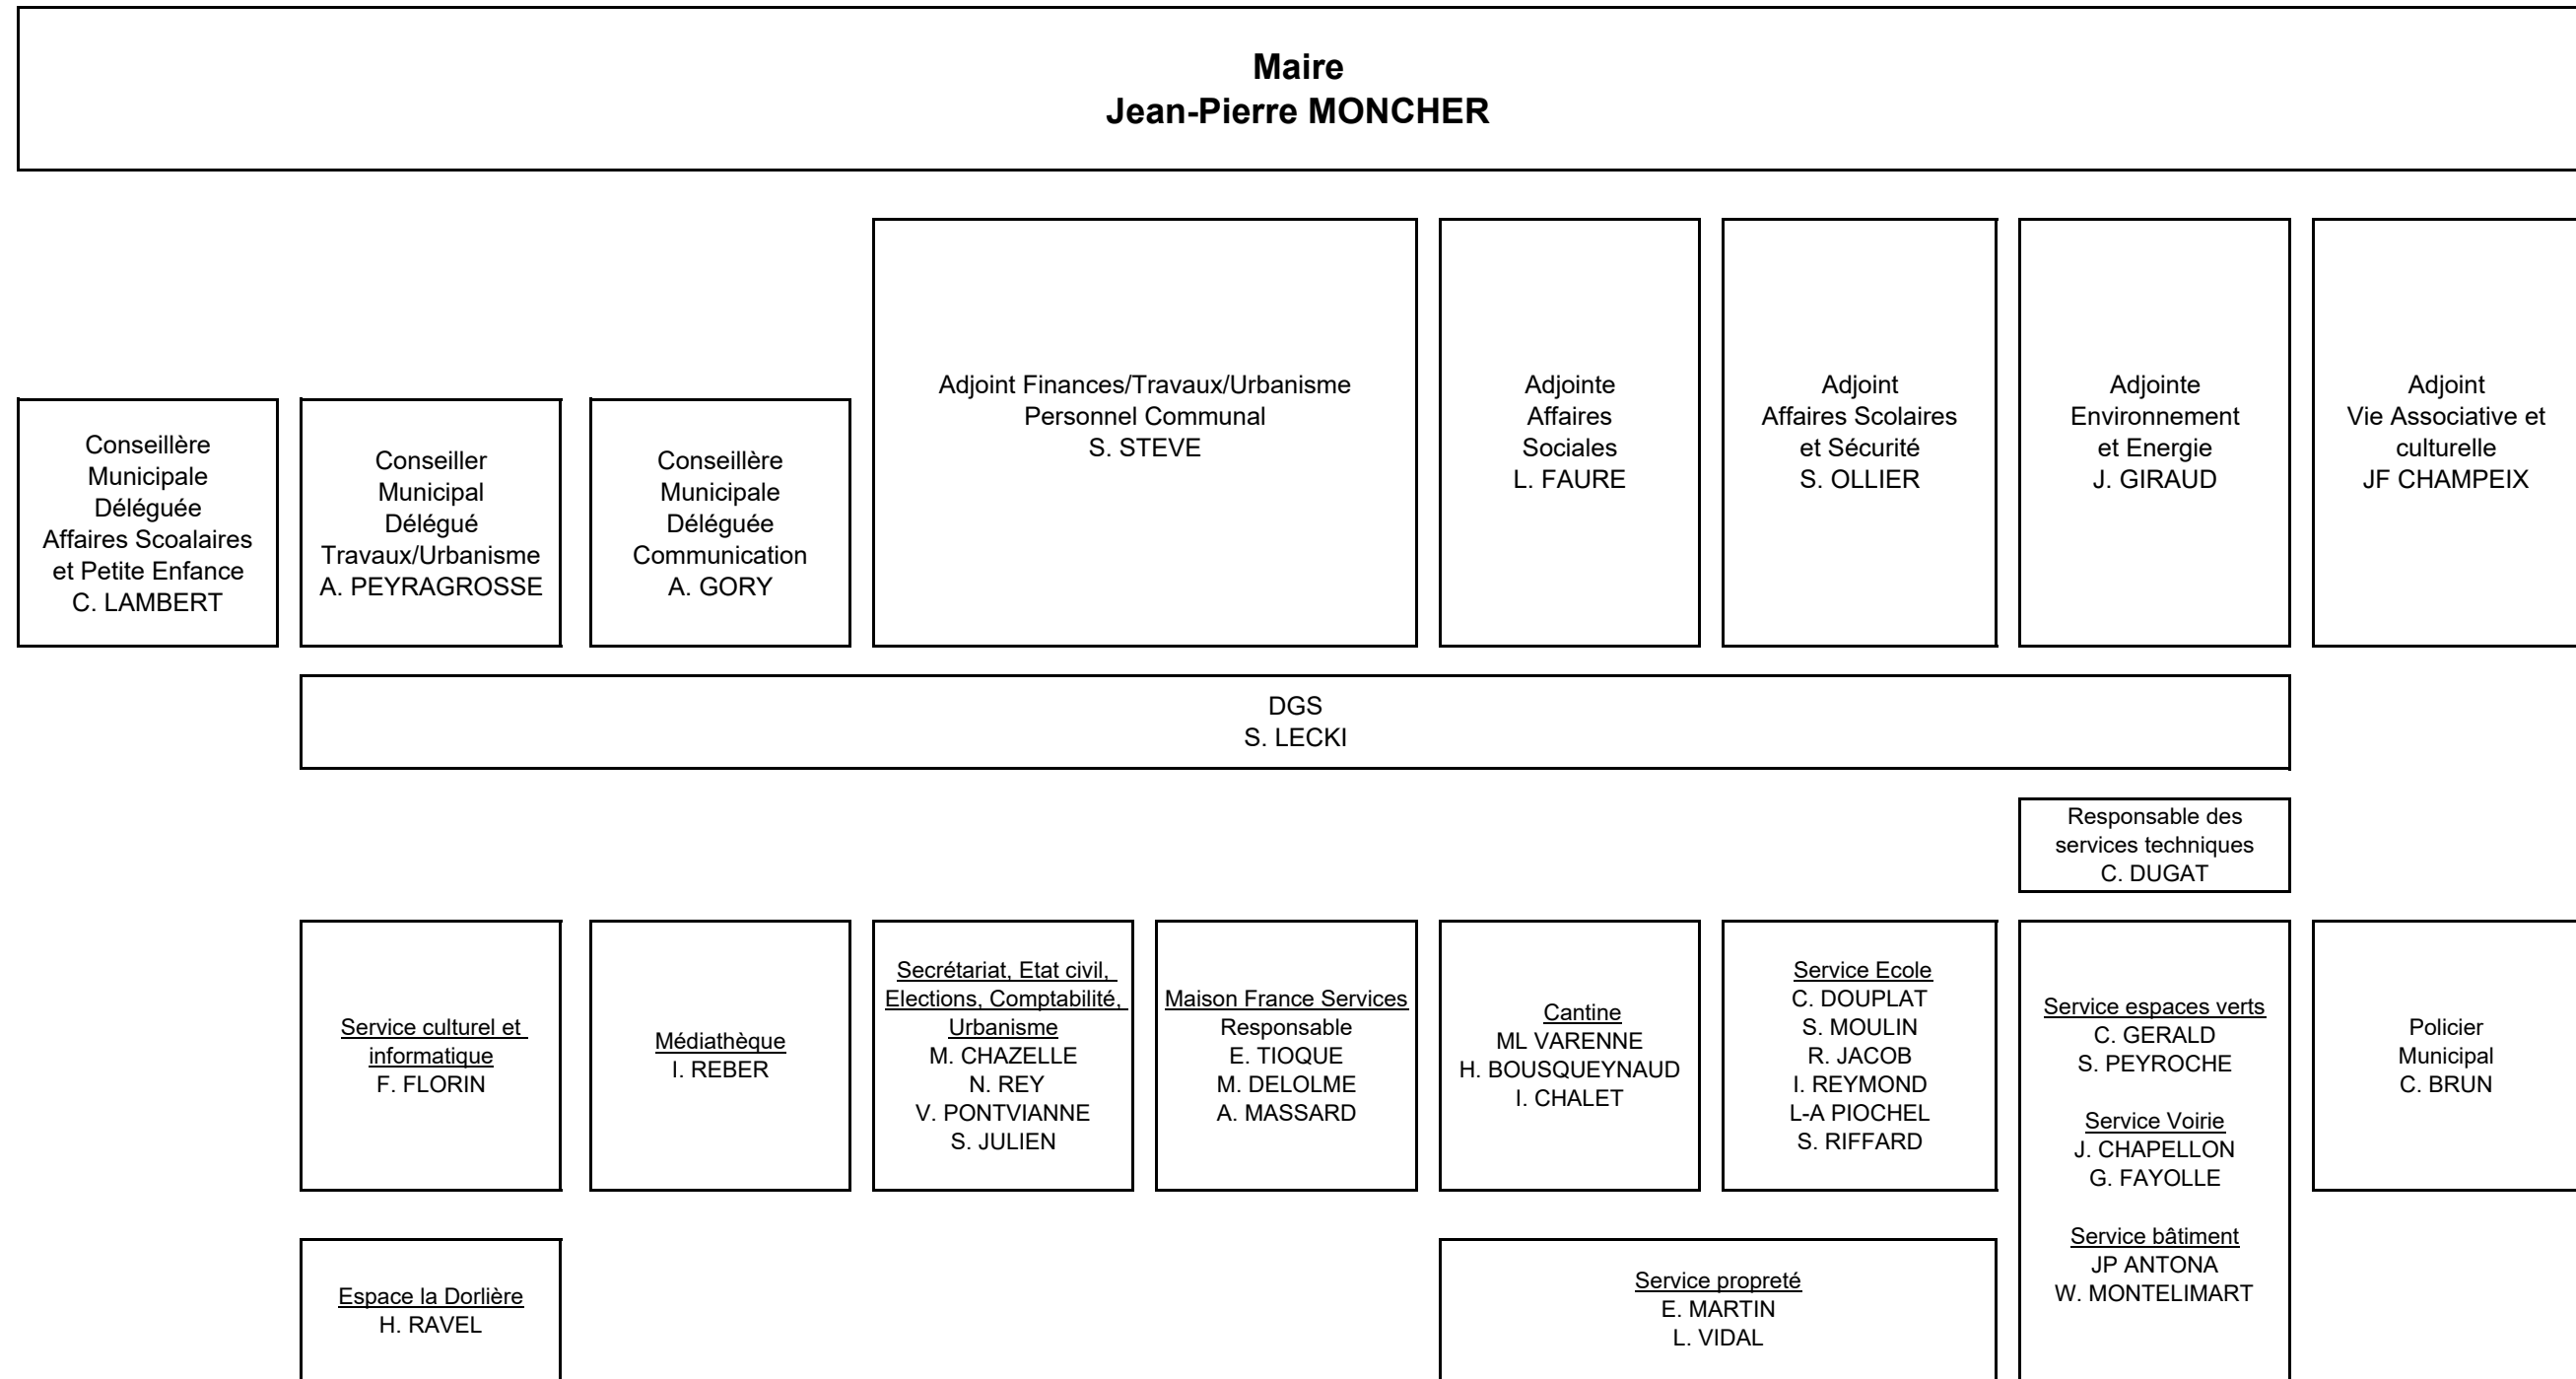 Maire
Jean-Pierre MONCHER
Conseillère
Municipale
Déléguée
Affaires Scoalaires
et Petite Enfance
C. LAMBERT
Conseiller
Municipal
Délégué
Travaux/Urbanisme
A. PEYRAGROSSE
Conseillère
Municipale
Déléguée
Communication
A. GORY
Adjoint Finances/Travaux/Urbanisme
Personnel Communal
S. STEVE
Adjointe
Affaires
Sociales
L. FAURE
Adjoint
Affaires Scolaires
et Sécurité
S. OLLIER
Adjointe
Environnement
et Energie
J. GIRAUD
Adjoint
Vie Associative et
culturelle
JF CHAMPEIX
DGS
S. LECKI
Responsable des
services techniques
C. DUGAT
Service culturel et
informatique
F. FLORIN
Médiathèque
I. REBER
Secrétariat, Etat civil,
Elections, Comptabilité,
Urbanisme
M. CHAZELLE
N. REY
V. PONTVIANNE
S. JULIEN
Maison France Services
Responsable
E. TIOQUE
M. DELOLME
A. MASSARD
Cantine
ML VARENNE
H. BOUSQUEYNAUD
I. CHALET
Service Ecole
C. DOUPLAT
S. MOULIN
R. JACOB
I. REYMOND
L-A PIOCHEL
S. RIFFARD
Service espaces verts
C. GERALD
S. PEYROCHE
Service Voirie
J. CHAPELLON
G. FAYOLLE
Service bâtiment
JP ANTONA
W. MONTELIMART
Policier
Municipal
C. BRUN
Espace la Dorlière
H. RAVEL
Service propreté
E. MARTIN
L. VIDAL